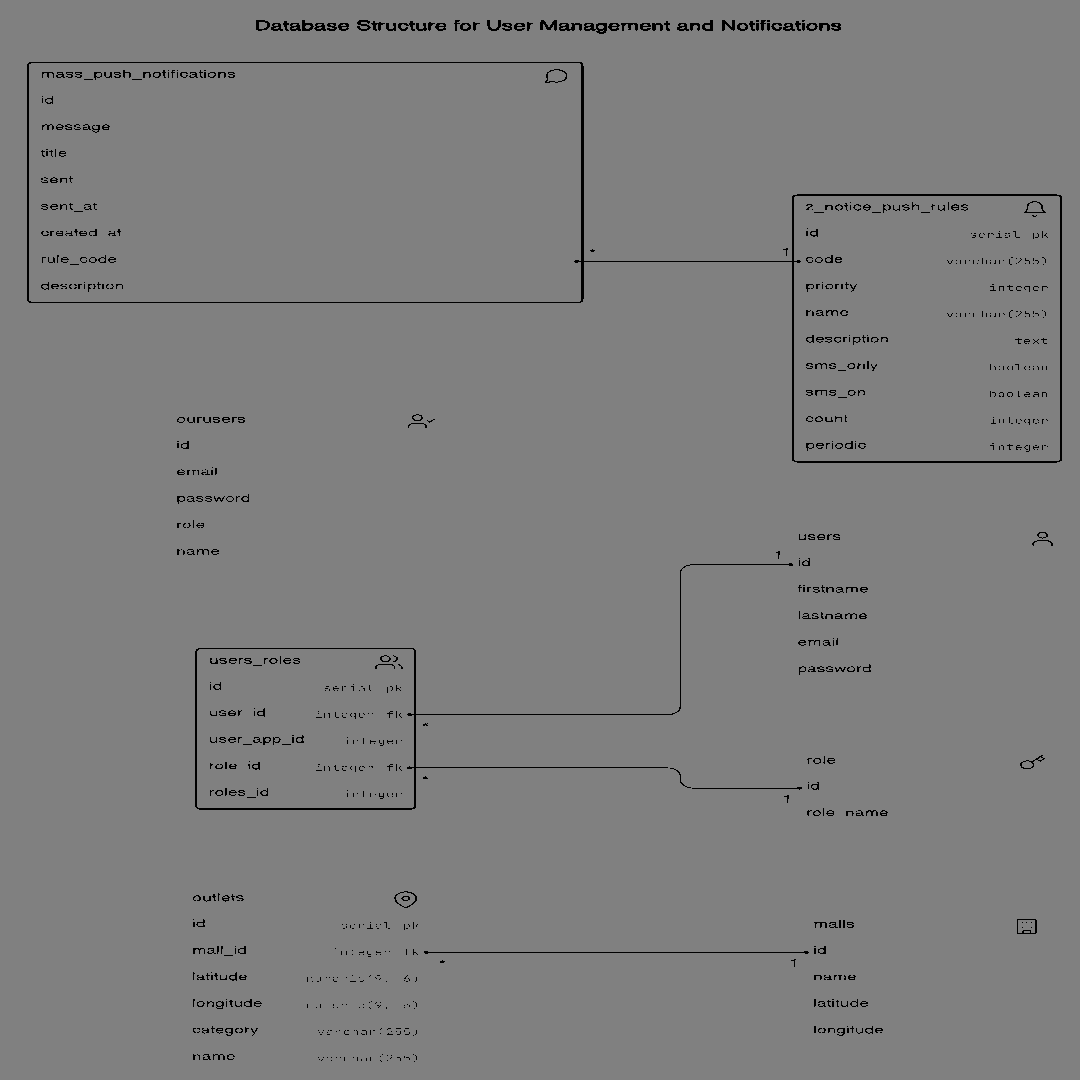 Database Structure for User Management and Notifications
mass_push_notifications
id
message
title
sent
sent_at
created_at
rule_code
description
*
1
2_notice_push_rules
id serial pk
code varchar(255)
priority integer
name varchar(255)
description text
sms_only boolean
sms_on boolean
count integer
periodic integer
ourusers
id
email
password
role
name
users
1
id
firstname
lastname
email
password
users_roles
id serial pk
user_id integer fk
*
user_app_id integer
role_id integer fk
*
roles_id integer
role
id
1
role_name
outlets
id serial pk
mall_id integer fk
*
latitude numeric(9, 6)
longitude numeric(9, 6)
category varchar(255)
name varchar(255)
malls
id
1
name
latitude
longitude